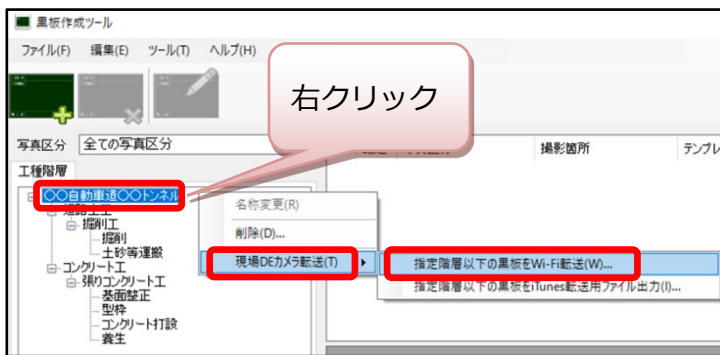 黒板作成ツール
ファイル(F) 編集(E) ツール(T) ヘルプ(H)
右クリック
写真区分 全ての写真区分
撮影箇所 テンプレ
工種階層
〇〇自動車道〇〇トンネル
掘削工
掘削
土砂等運搬
コンクリート工
張りコンクリート工
基面整正
型枠
コンクリート打設
養生
名称変更(R)
削除(D)...
現場DEカメラ転送(T)
指定階層以下の黒板をWi-Fi転送(W)...
指定階層以下の黒板をiTunes転送用ファイル出力(I)...